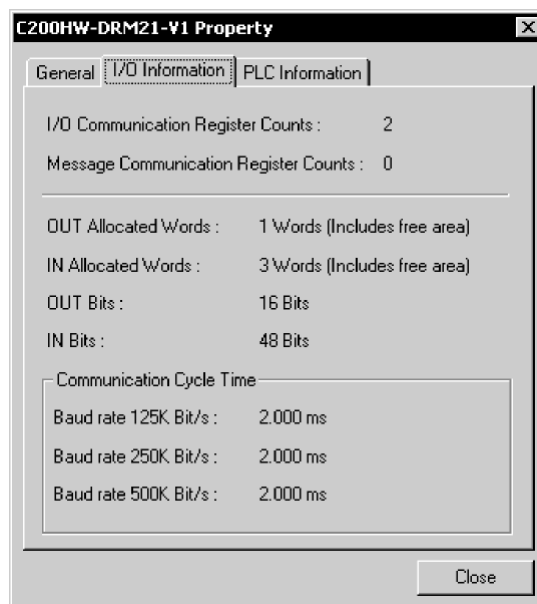 C200HW-DRM21-V1 Property
General I/O Information PLC Information
I/O Communication Register Counts : 2
Message Communication Register Counts : 0
OUT Allocated Words : 1 Words (Includes free area)
IN Allocated Words : 3 Words (Includes free area)
OUT Bits : 16 Bits
IN Bits : 48 Bits
Communication Cycle Time
Baud rate 125K Bit/s : 2.000 ms
Baud rate 250K Bit/s : 2.000 ms
Baud rate 500K Bit/s : 2.000 ms
Close